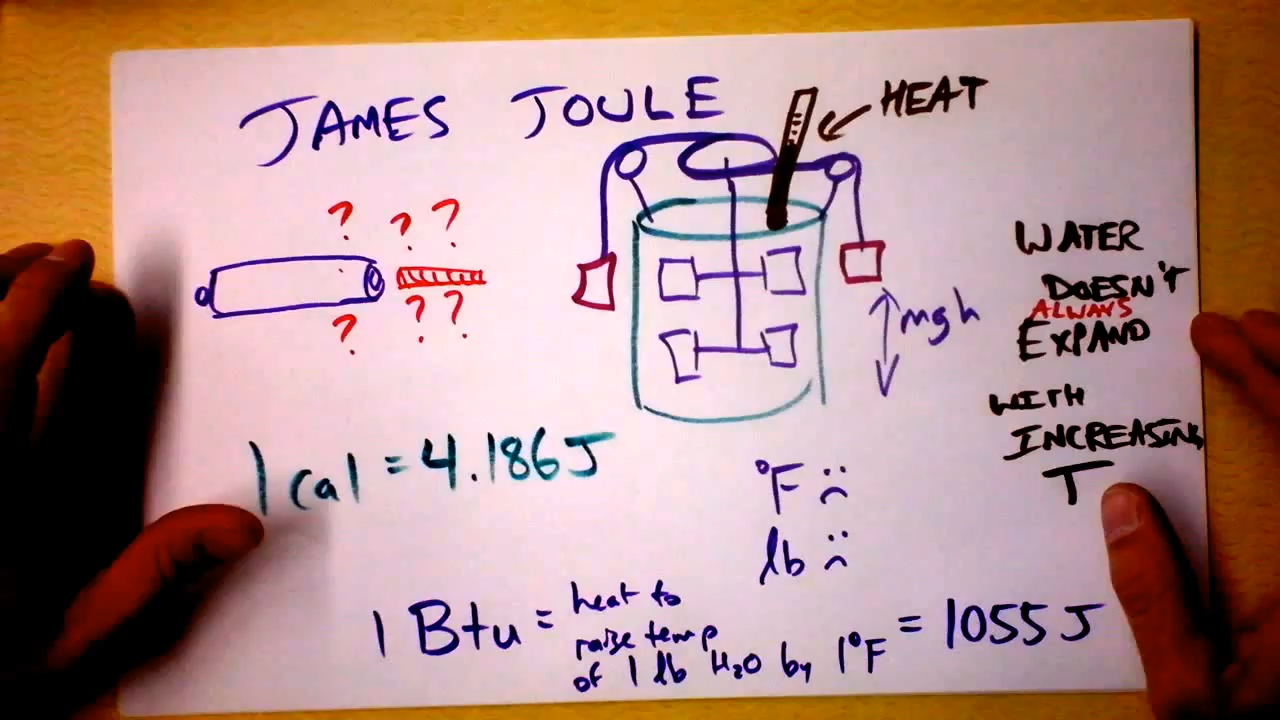 JAMES JOULE
HEAT
? ? ?
? ? ?
mgh
WATER
DOESN'T
ALWAYS
EXPAND
WITH
INCREASING
T
1 cal = 4.186J
°F :(
lb :(
1 Btu = heat to
raise temp
of 1 lb H₂O by 1°F = 1055 J